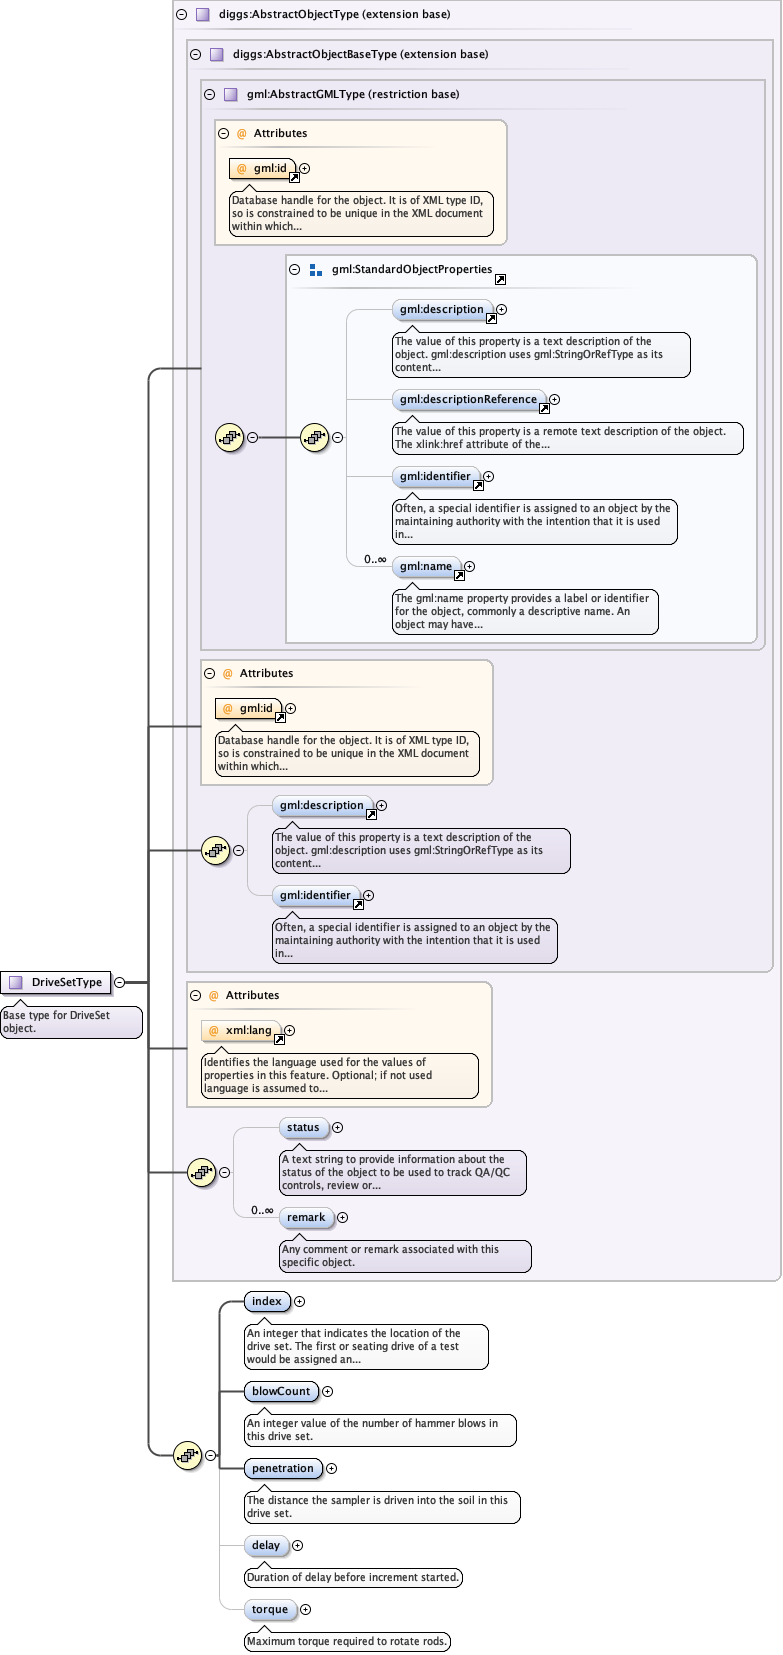 diggs:AbstractObjectType (extension base)
diggs:AbstractObjectBaseType (extension base)
gml:AbstractGMLType (restriction base)
@ Attributes
@ gml:id
Database handle for the object. It is of XML type ID,
so is constrained to be unique in the XML document
within which...
gml:StandardObjectProperties
gml:description
The value of this property is a text description of the
object. gml:description uses gml:StringOrRefType as its
content...
gml:descriptionReference
The value of this property is a remote text description of the object.
The xlink:href attribute of the...
gml:identifier
Often, a special identifier is assigned to an object by the
maintaining authority with the intention that it is used
in...
0..∞
gml:name
The gml:name property provides a label or identifier
for the object, commonly a descriptive name. An
object may have...
@ Attributes
@ gml:id
Database handle for the object. It is of XML type ID,
so is constrained to be unique in the XML document
within which...
gml:description
The value of this property is a text description of the
object. gml:description uses gml:StringOrRefType as its
content...
gml:identifier
Often, a special identifier is assigned to an object by the
maintaining authority with the intention that it is used
in...
DriveSetType
Base type for DriveSet
object.
@ Attributes
@ xml:lang
Identifies the language used for the values of
properties in this feature. Optional; if not used
language is assumed to...
status
A text string to provide information about the
status of the object to be used to track QA/QC
controls, review or...
0..∞
remark
Any comment or remark associated with this
specific object.
index
An integer that indicates the location of the
drive set. The first or seating drive of a test
would be assigned an...
blowCount
An integer value of the number of hammer blows in
this drive set.
penetration
The distance the sampler is driven into the soil in this
drive set.
delay
Duration of delay before increment started.
torque
Maximum torque required to rotate rods.